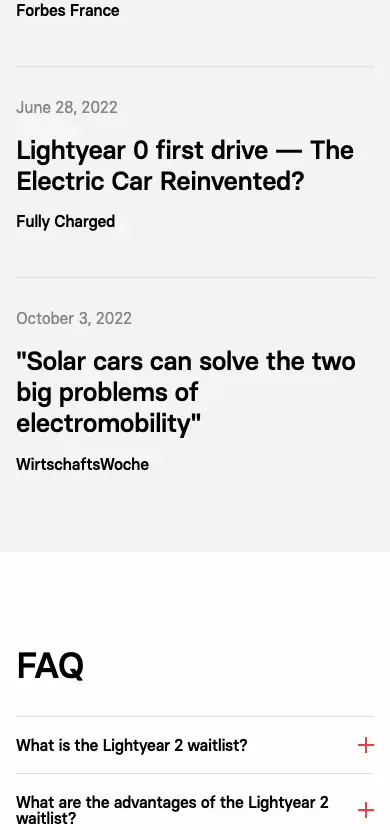 Forbes France
June 28, 2022
Lightyear 0 first drive — The
Electric Car Reinvented?
Fully Charged
October 3, 2022
"Solar cars can solve the two
big problems of
electromobility"
WirtschaftsWoche
FAQ
What is the Lightyear 2 waitlist?
What are the advantages of the Lightyear 2
waitlist?